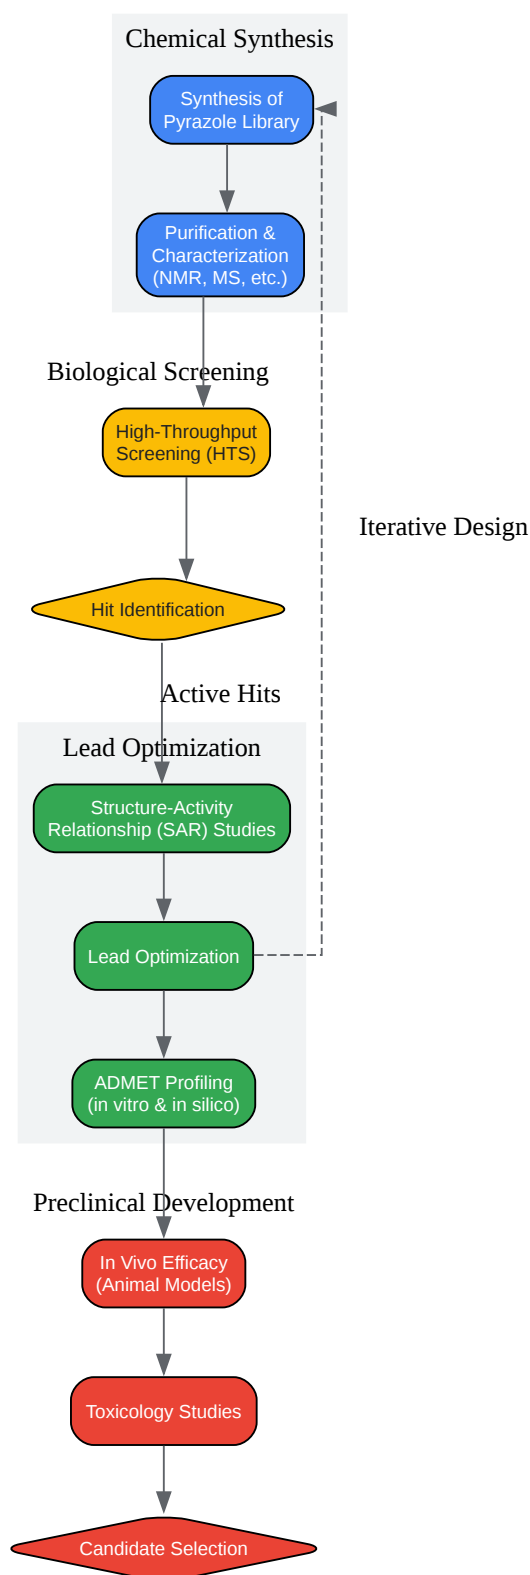 Chemical Synthesis
Synthesis of
Pyrazole Library
Purification &
Characterization
(NMR, MS, etc.)
Biological Screening
High-Throughput
Screening (HTS)
Iterative Design
Hit Identification
Active Hits
Lead Optimization
Structure-Activity
Relationship (SAR) Studies
Lead Optimization
ADMET Profiling
(in vitro & in silico)
Preclinical Development
In Vivo Efficacy
(Animal Models)
Toxicology Studies
Candidate Selection